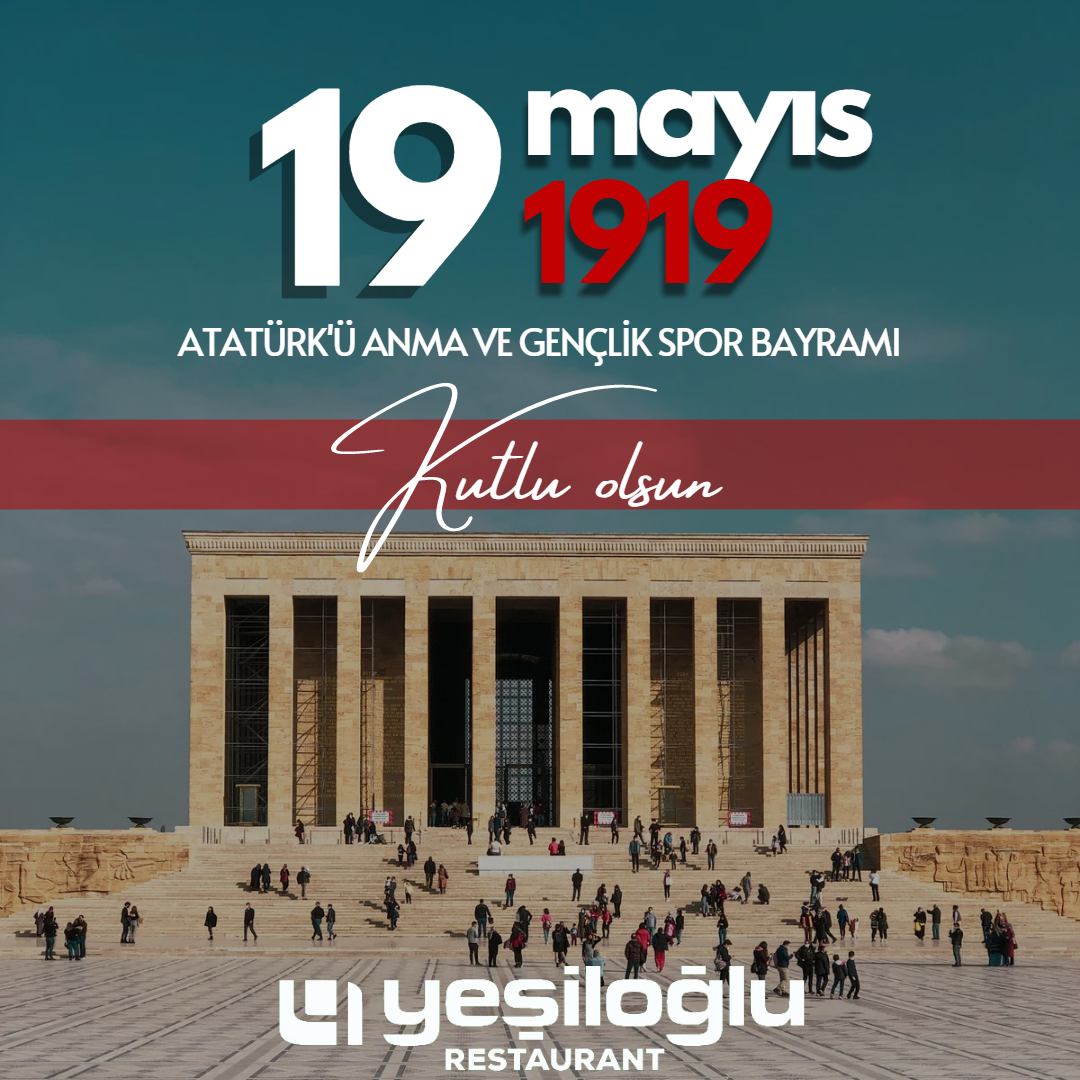 19 mayıs
1919
ATATÜRK'Ü ANMA VE GENÇLİK SPOR BAYRAMI
Kutlu olsun
yeşiloğlu
RESTAURANT